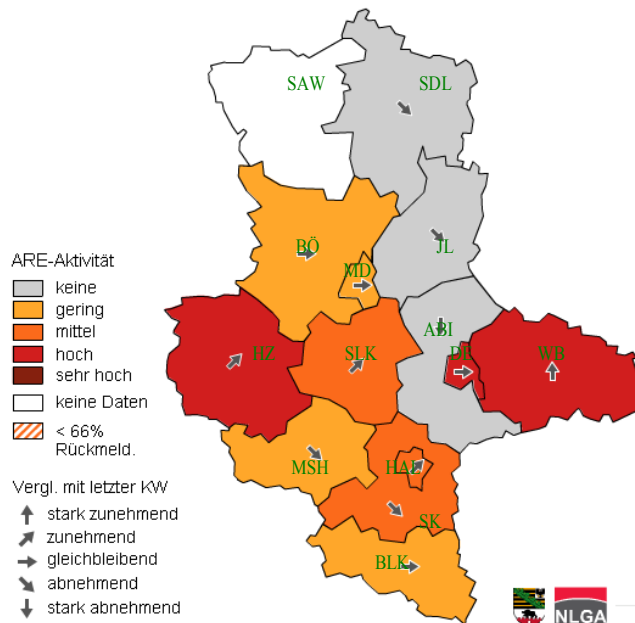 SAW
SDL
BÖ
MD
JL
ABI
HZ
SLK
DE
WB
MSH
HAL
SK
BLK
ARE-Aktivität
keine
gering
mittel
hoch
sehr hoch
keine Daten
< 66%
Rückmeld.
Vergl. mit letzter KW
stark zunehmend
zunehmend
gleichbleibend
abnehmend
stark abnehmend
NLGA